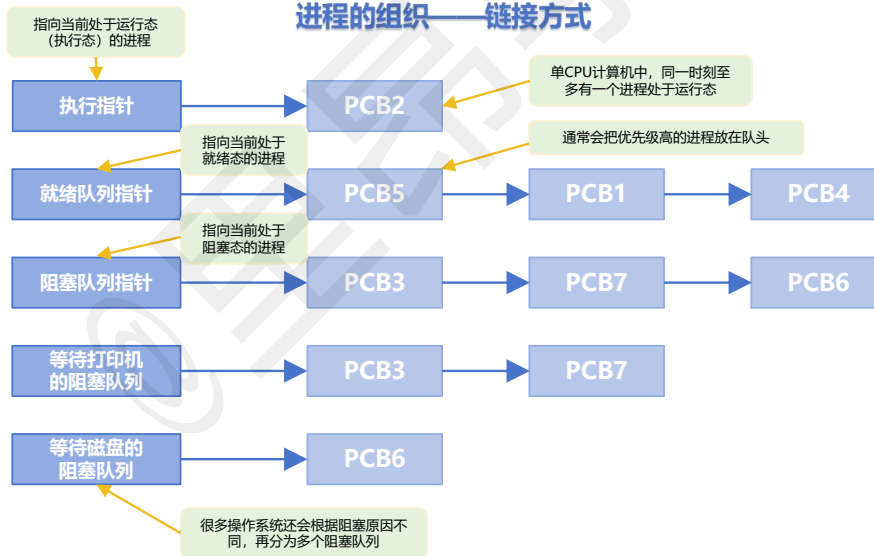 进程的组织——链接方式
指向当前处于运行态
（执行态）的进程
单CPU计算机中，同一时刻至
多有一个进程处于运行态
执行指针
PCB2
指向当前处于
就绪态的进程
通常会把优先级高的进程放在队头
就绪队列指针
PCB5
PCB1
PCB4
指向当前处于
阻塞态的进程
阻塞队列指针
PCB3
PCB7
PCB6
等待打印机
的阻塞队列
PCB3
PCB7
等待磁盘的
阻塞队列
PCB6
很多操作系统还会根据阻塞原因不
同，再分为多个阻塞队列